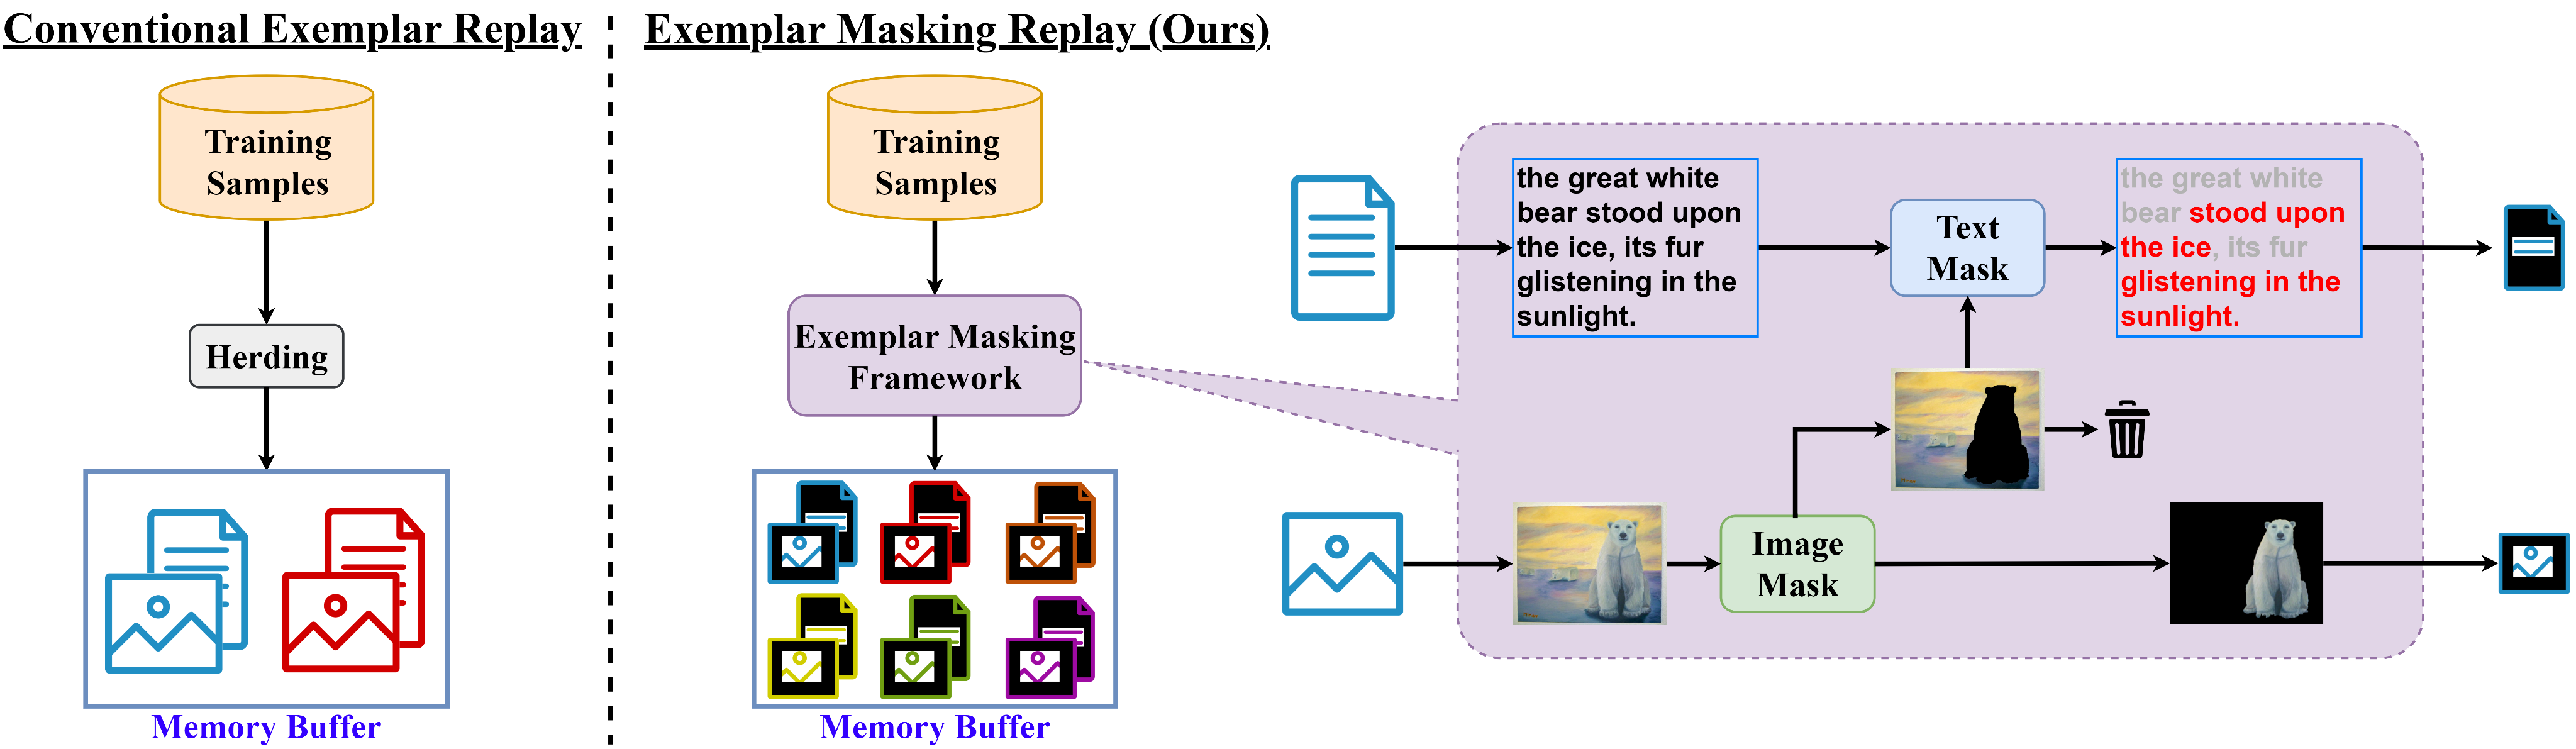 Conventional Exemplar Replay
Training
Samples
Herding
Memory Buffer
Exemplar Masking Replay (Ours)
Training
Samples
Exemplar Masking
Framework
Memory Buffer
the great white
bear stood upon
the ice, its fur
glistening in the
sunlight.
Text
Mask
the great white
bear stood upon
the ice, its fur
glistening in the
sunlight.
Image
Mask